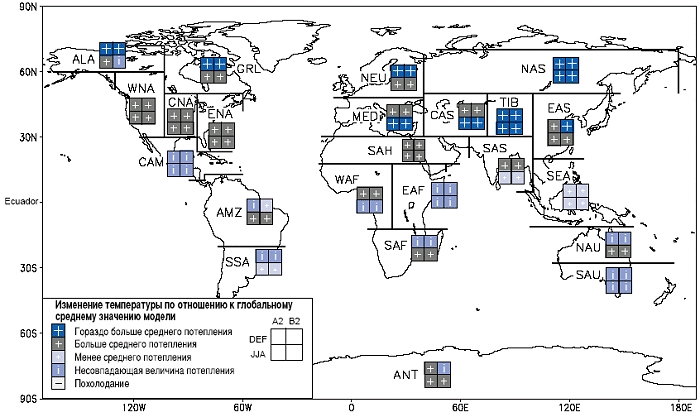 90N
ALA
GRL
NEU
NAS
60N
WNA
CNA
ENA
MED
CAS
TIB
EAS
30N
SAH
SAS
CAM
WAF
EAF
SEA
Ecuador
AMZ
SSA
SAF
NAU
SAU
30S
Изменение температуры по отношению к глобальному
среднему значению модели
Гораздо больше среднего потепления
Больше среднего потепления
Менее среднего потепления
Несовпадающая величина потепления
Похолодание
A2 B2
DEF
JJA
60S
ANT
90S
120W 60W 0 60E 120E 180E